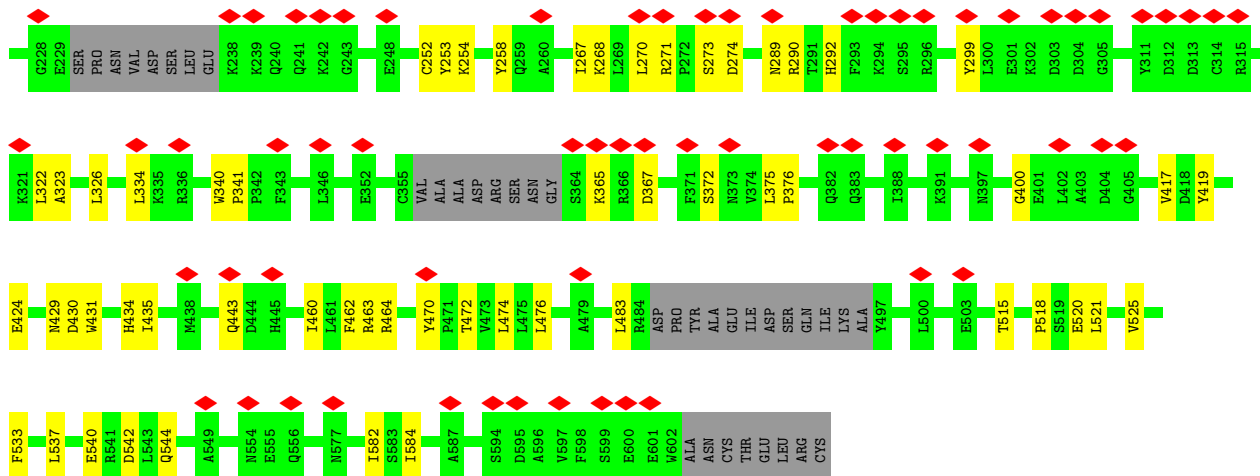 G228 E229 SER PRO ASN VAL ASP SER LEU GLU K238 K239 Q240 Q241 K242 G243 E248 C252 Y253 K254 Y258 Q259 A260 I267 K268 L269 L270 R271 P272 S273 D274 N289 R290 T291 H292 F293 K294 S295 R296 Y299 L300 E301 K302 D303 D304 G305 Y311 D312 D313 C314 R315
K321 L322 A323 L326 L334 K335 R336 W340 P341 P342 F343 L346 E352 C355 VAL ALA ALA ASP ARG SER ASN GLY S364 K365 R366 D367 F371 S372 N373 V374 L375 P376 Q382 Q383 I388 K391 N397 G400 E401 L402 A403 D404 G405 V417 D418 Y419
E424 N429 D430 W431 H434 I435 M438 Q443 D444 H445 I460 L461 F462 R463 R464 Y470 P471 T472 V473 L474 L475 L476 A479 L483 R484 ASP PRO TYR ALA GLU ILE ASP SER GLN ILE LYS ALA Y497 L500 E503 T515 P518 S519 E520 L521 V525
F533 L537 E540 R541 D542 L543 Q544 A549 N554 E555 Q556 N577 I582 S583 I584 A587 S594 D595 A596 V597 F598 S599 E600 E601 W602 ALA ASN CYS THR GLU LEU ARG CYS